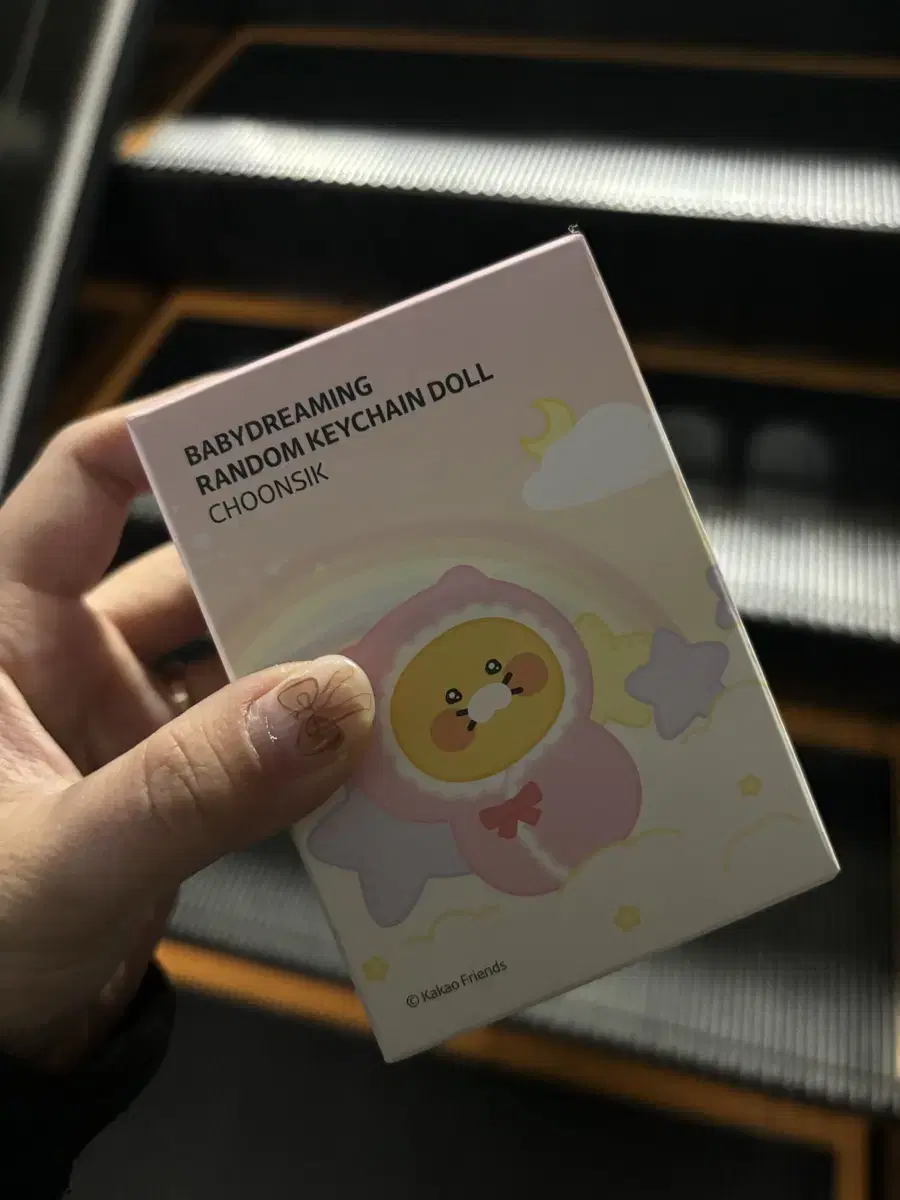 BABYDREAMING
RANDOM KEYCHAIN DOLL
CHOONSIK
© Kakao Friends